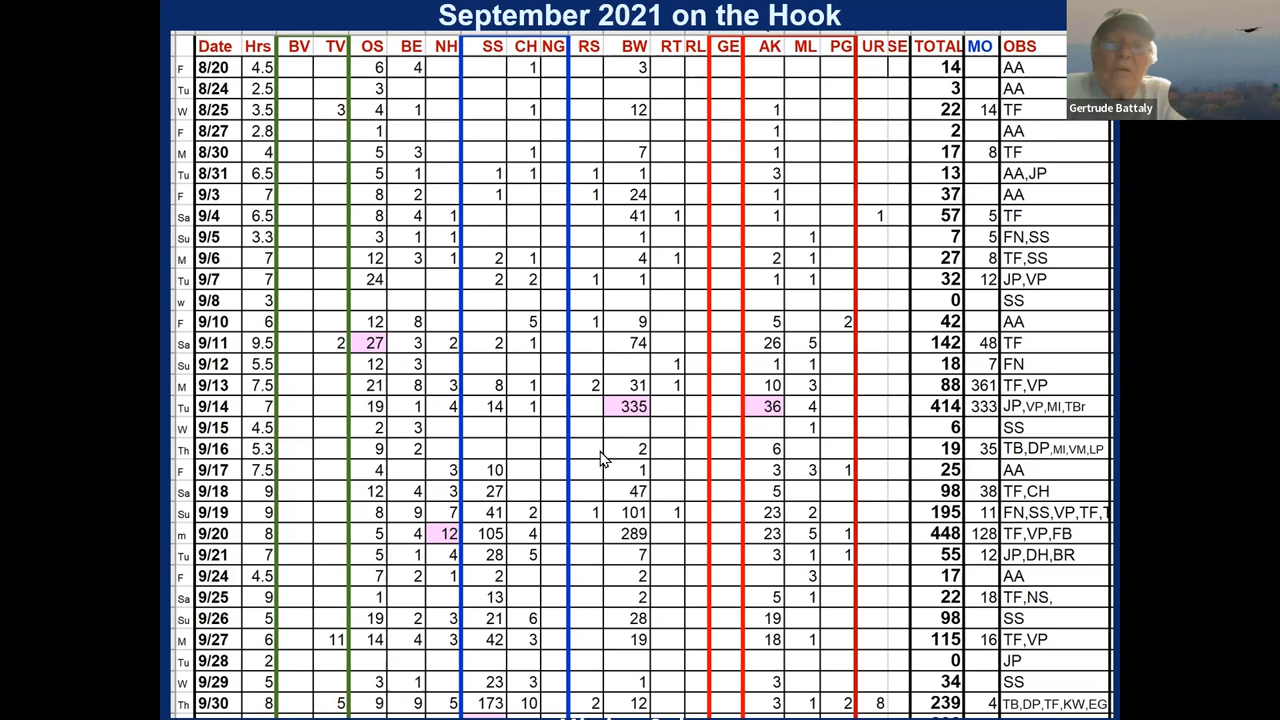 September 2021 on the Hook
Date Hrs BV TV OS BE NH SS CH NG RS BW RT RL GE AK ML PG UR SE TOTAL MO OBS
F 8/20 4.5 6 4 1 3 14 AA
Tu 8/24 2.5 3 3 AA
W 8/25 3.5 3 4 1 1 12 1 22 14 TF
F 8/27 2.8 1 1 2 AA
M 8/30 4 5 3 1 7 1 17 8 TF
Tu 8/31 6.5 5 1 1 1 1 1 3 13 AA,JP
F 9/3 7 8 2 1 1 24 1 37 AA
Sa 9/4 6.5 8 4 1 41 1 1 1 57 5 TF
Su 9/5 3.3 3 1 1 1 1 7 5 FN,SS
M 9/6 7 12 3 1 2 1 4 1 2 1 27 8 TF,SS
Tu 9/7 7 24 2 2 1 1 1 1 32 12 JP,VP
w 9/8 3 0 SS
F 9/10 6 12 8 5 1 9 5 2 42 AA
Sa 9/11 9.5 2 27 3 2 2 1 74 26 5 142 48 TF
Su 9/12 5.5 12 3 1 1 1 18 7 FN
M 9/13 7.5 21 8 3 8 1 2 31 1 10 3 88 361 TF,VP
Tu 9/14 7 19 1 4 14 1 335 36 4 414 333 JP,VP,MI,TBr
W 9/15 4.5 2 3 1 6 SS
Th 9/16 5.3 9 2 2 6 19 35 TB,DP,MI,VM,LP
F 9/17 7.5 4 3 10 1 3 3 1 25 AA
Sa 9/18 9 12 4 3 27 47 5 98 38 TF,CH
Su 9/19 9 8 9 7 41 2 1 101 1 23 2 195 11 FN,SS,VP,TF,T
m 9/20 8 5 4 12 105 4 289 23 5 1 448 128 TF,VP,FB
Tu 9/21 7 5 1 4 28 5 7 3 1 1 55 12 JP,DH,BR
F 9/24 4.5 7 2 1 2 2 3 17 AA
Sa 9/25 9 1 13 2 5 1 22 18 TF,NS,
Su 9/26 5 19 2 3 21 6 28 19 98 SS
M 9/27 6 11 14 4 3 42 3 19 18 1 115 16 TF,VP
Tu 9/28 2 0 JP
W 9/29 5 3 1 23 3 1 3 34 SS
Th 9/30 8 5 9 9 5 173 10 2 12 3 1 2 8 239 4 TB,DP,TF,KW,EG
Gertrude Battaly